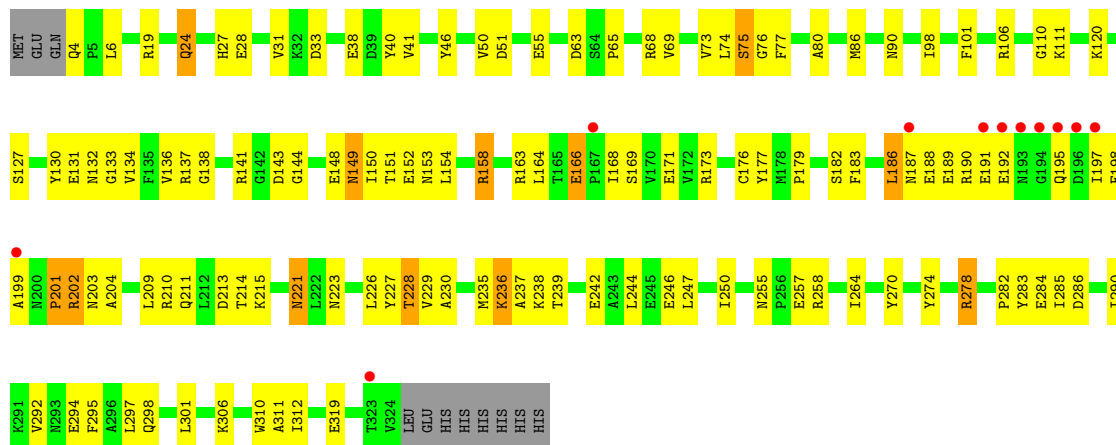 MET GLU GLN Q4 P5 L6 R19 Q24 H27 E28 V31 K32 D33 E38 D39 Y40 V41 Y46 V50 D51 E55 D63 S64 P65 R68 V69 V73 L74 S75 G76 F77 A80 M86 N90 I98 F101 R106 G110 K111 K120
S127 Y130 E131 N132 G133 V134 F135 V136 R137 G138 R141 G142 D143 G144 E148 N149 I150 T151 E152 N153 L154 R158 R163 L164 T165 E166 P167 I168 S169 V170 E171 V172 R173 C176 Y177 M178 P179 S182 F183 L186 N187 E188 E189 R190 E191 E192 N193 G194 Q195 D196 I197 E198
A199 N200 P201 R202 N203 A204 L209 R210 Q211 L212 D213 T214 K215 N221 L222 N223 L226 Y227 T228 V229 A230 M235 K236 A237 K238 T239 E242 A243 L244 E245 E246 L247 I250 N255 P256 E257 R258 I264 Y270 Y274 R278 P282 Y283 E284 I285 D286 I290
K291 V292 N293 E294 F295 A296 L297 Q298 L301 K306 W310 A311 I312 E319 T323 V324 LEU GLU HIS HIS HIS HIS HIS HIS